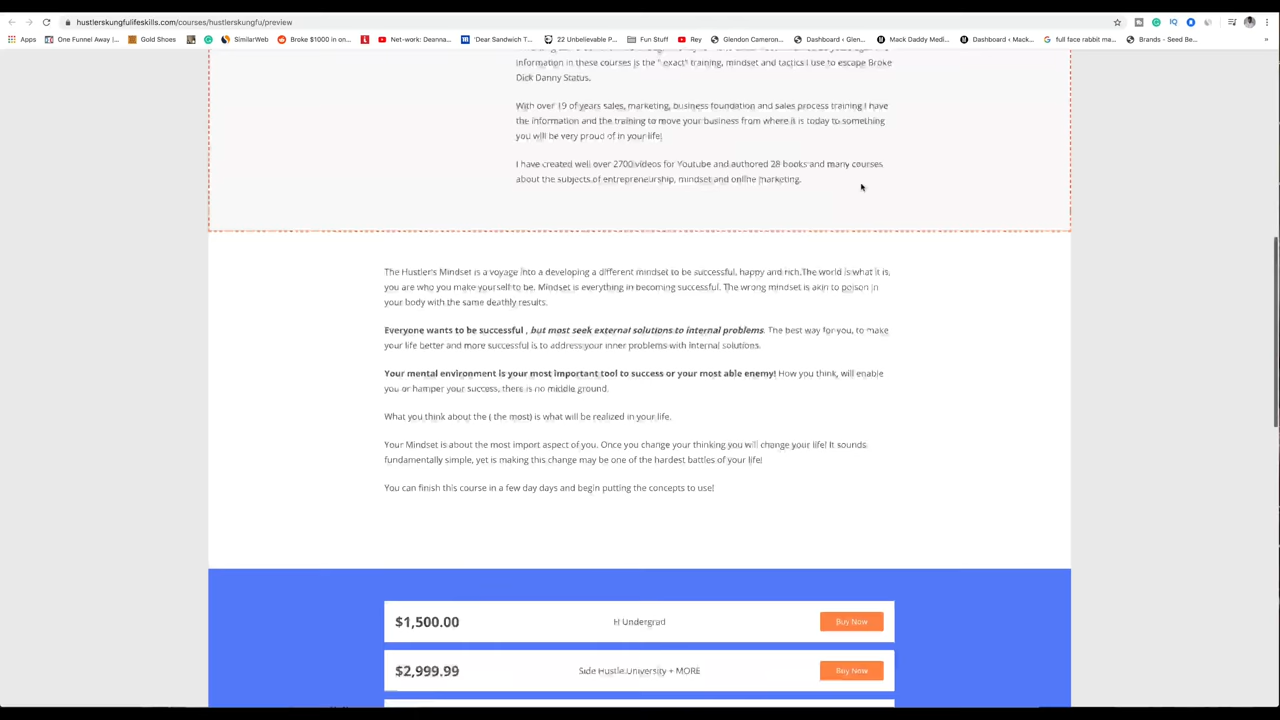 hustlerskungfulifeskills.com/courses/hustlerskungfu/preview
Apps One Funnel Away |... Gold Shoes SimilarWeb Broke $1000 in on... Net-work: Deanna... 'Dear Sandwich T... 22 Unbelievable P... Fun Stuff Rey Glendon Cameron... Dashboard ‹ Glen... Mack Daddy Medi... Dashboard ‹ Mack... full face rabbit ma... Brands - Seed Be... »
information in these courses is the "exact" training, mindset and tactics I use to escape Broke
Dick Danny Status.
With over 19 of years sales, marketing, business foundation and sales process training I have
the information and the training to move your business from where it is today to something
you will be very proud of in your life!
I have created well over 2700 videos for Youtube and authored 28 books and many courses
about the subjects of entrepreneurship, mindset and online marketing.
The Hustler's Mindset is a voyage into a developing a different mindset to be successful, happy and rich.The world is what it is,
you are who you make yourself to be. Mindset is everything in becoming successful. The wrong mindset is akin to poison in
your body with the same deathly results.
Everyone wants to be successful , but most seek external solutions to internal problems. The best way for you, to make
your life better and more successful is to address your inner problems with internal solutions.
Your mental environment is your most important tool to success or your most able enemy! How you think, will enable
you or hamper your success, there is no middle ground.
What you think about the ( the most) is what will be realized in your life.
Your Mindset is about the most import aspect of you. Once you change your thinking you will change your life! It sounds
fundamentally simple, yet is making this change may be one of the hardest battles of your life!
You can finish this course in a few day days and begin putting the concepts to use!
$1,500.00 H Undergrad Buy Now
$2,999.99 Side Hustle University + MORE Buy Now